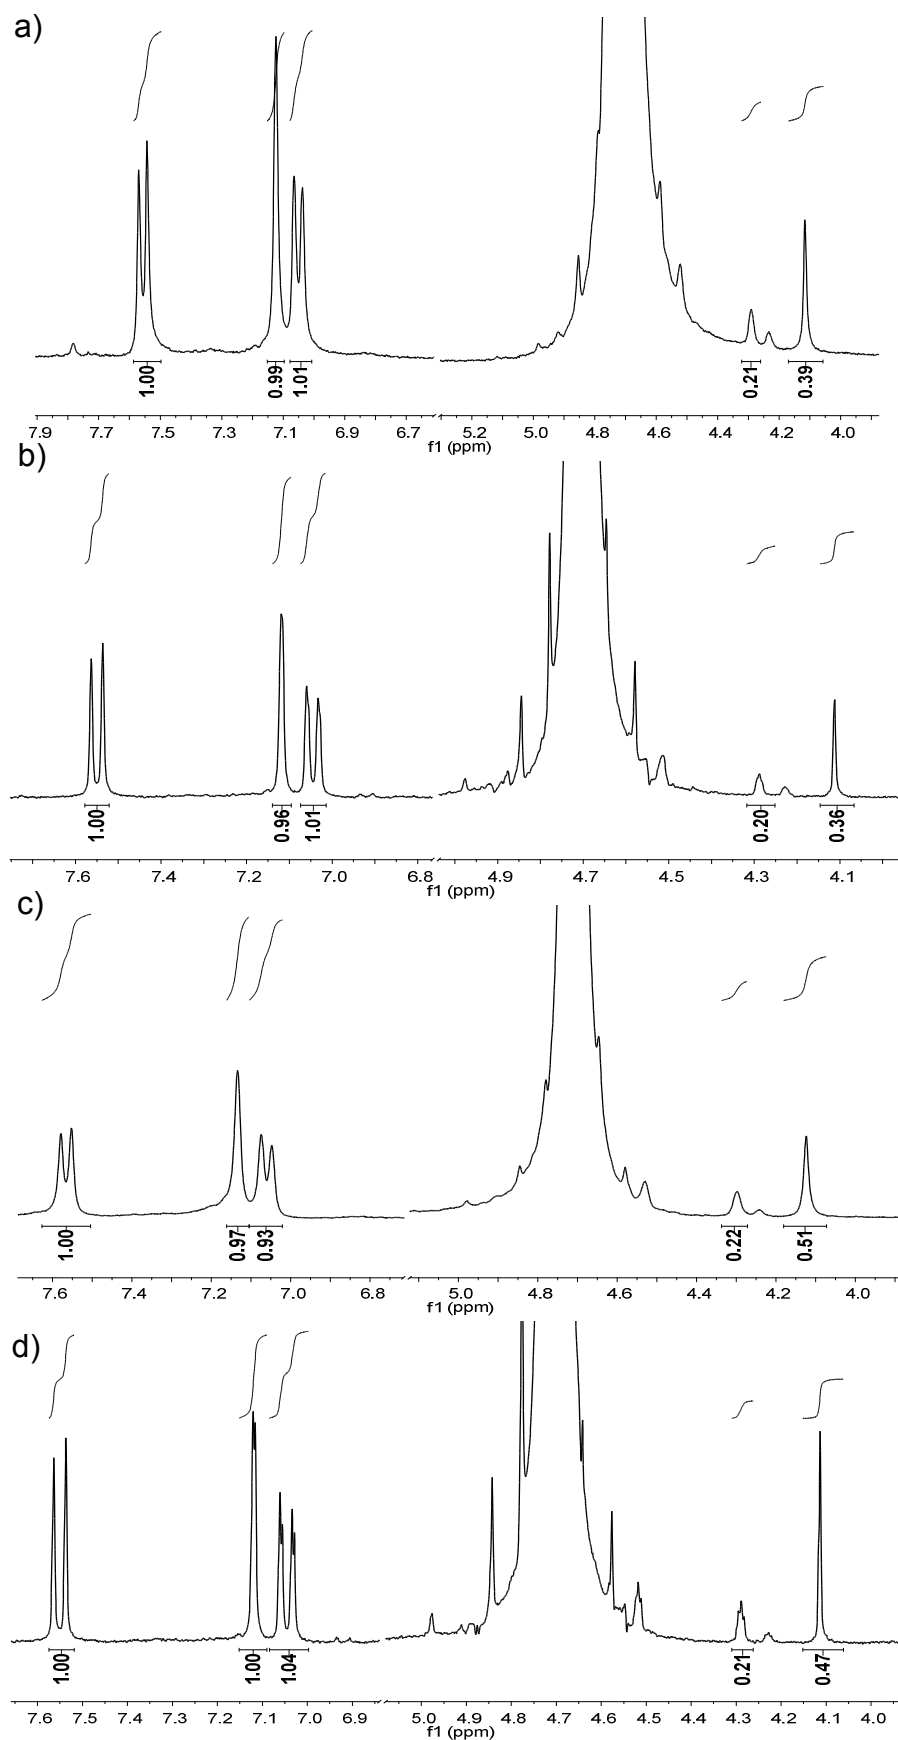 a)
1.00 0.99 1.01 0.21 0.39
7.9 7.7 7.5 7.3 7.1 6.9 6.7 5.2 5.0 4.8 4.6 4.4 4.2 4.0
f1 (ppm)
b)
1.00 0.96 1.01 0.20 0.36
7.6 7.4 7.2 7.0 6.8 4.9 4.7 4.5 4.3 4.1
f1 (ppm)
c)
1.00 0.97 0.93 0.22 0.51
7.6 7.4 7.2 7.0 6.8 5.0 4.8 4.6 4.4 4.2 4.0
f1 (ppm)
d)
1.00 1.00 1.04 0.21 0.47
7.6 7.5 7.4 7.3 7.2 7.1 7.0 6.9 5.0 4.9 4.8 4.7 4.6 4.5 4.4 4.3 4.2 4.1 4.0
f1 (ppm)